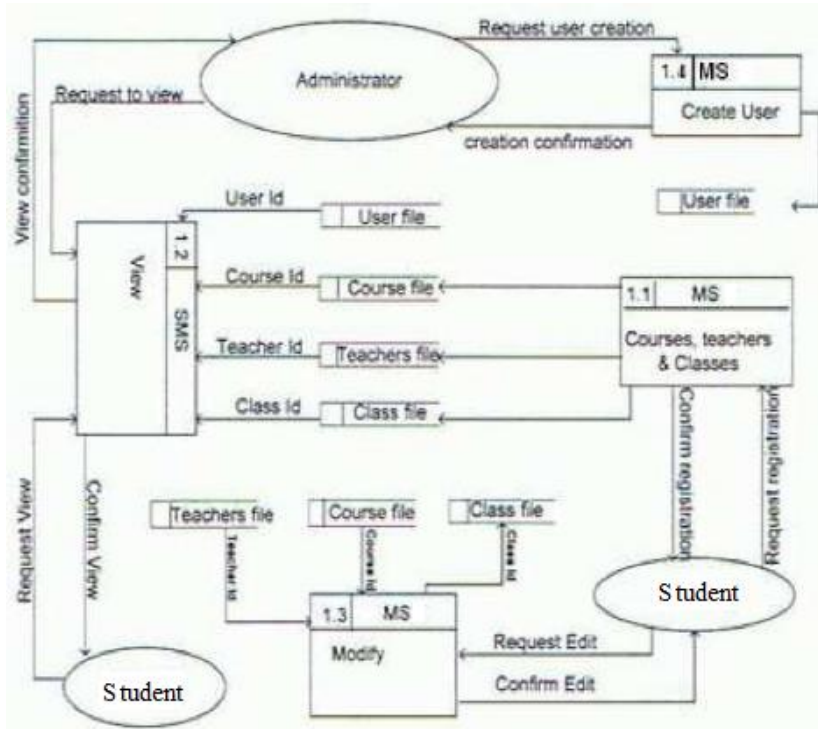 Request user creation
1.4 MS
Administrator
Create User
Request to view
creation confirmation
View confirmition
User Id
User file
User file
1.2
View
SMS
Course Id
Course file
1.1 MS
Courses, teachers
& Classes
Teacher Id
Teachers file
Class Id
Class file
Confirm registration
Request registration
Request View
Confirm View
Teachers file
Course file
Class file
Teacher Id
Course Id
Class Id
Student
1.3 MS
Modify
Request Edit
Confirm Edit
Student